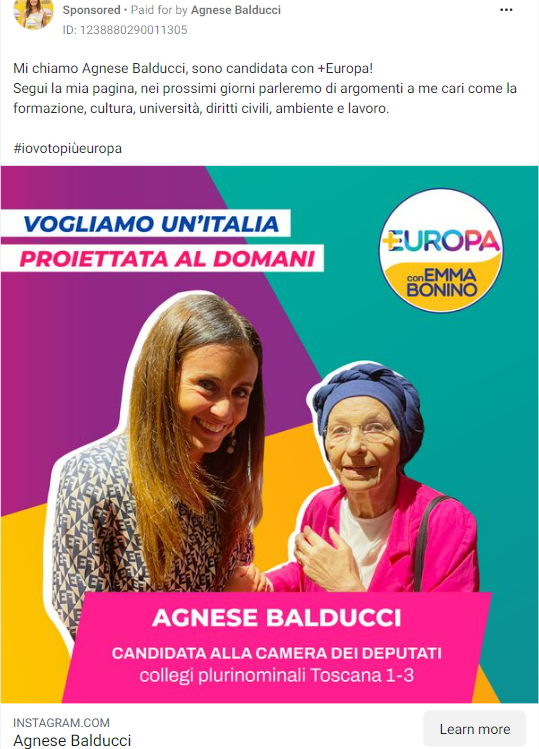 Sponsored • Paid for by Agnese Balducci
ID: 1238880290011305
Mi chiamo Agnese Balducci, sono candidata con +Europa!
Segui la mia pagina, nei prossimi giorni parleremo di argomenti a me cari come la
formazione, cultura, università, diritti civili, ambiente e lavoro.
#iovotopiùeuropa
VOGLIAMO UN'ITALIA
PROIETTATA AL DOMANI
+EUROPA
con EMMA
BONINO
AGNESE BALDUCCI
CANDIDATA ALLA CAMERA DEI DEPUTATI
collegi plurinominali Toscana 1-3
INSTAGRAM.COM
Agnese Balducci
Learn more